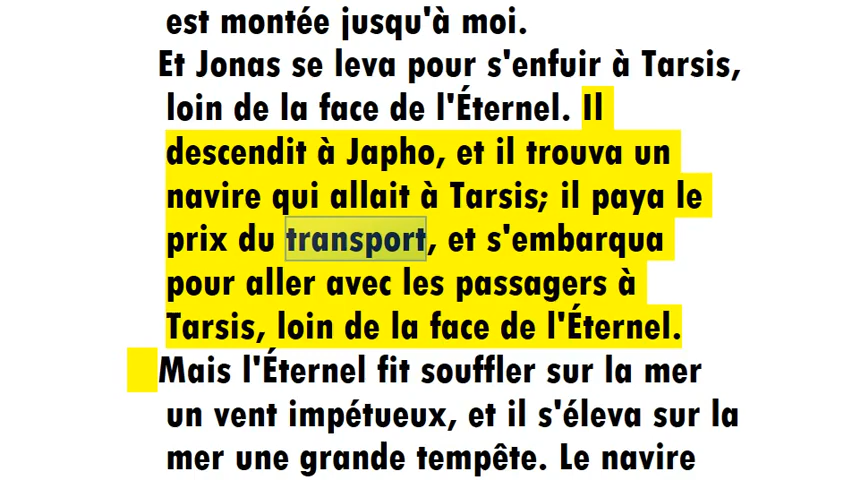 est montée jusqu'à moi.
Et Jonas se leva pour s'enfuir à Tarsis,
loin de la face de l'Éternel. Il
descendit à Japho, et il trouva un
navire qui allait à Tarsis; il paya le
prix du transport, et s'embarqua
pour aller avec les passagers à
Tarsis, loin de la face de l'Éternel.
Mais l'Éternel fit souffler sur la mer
un vent impétueux, et il s'éleva sur la
mer une grande tempête. Le navire